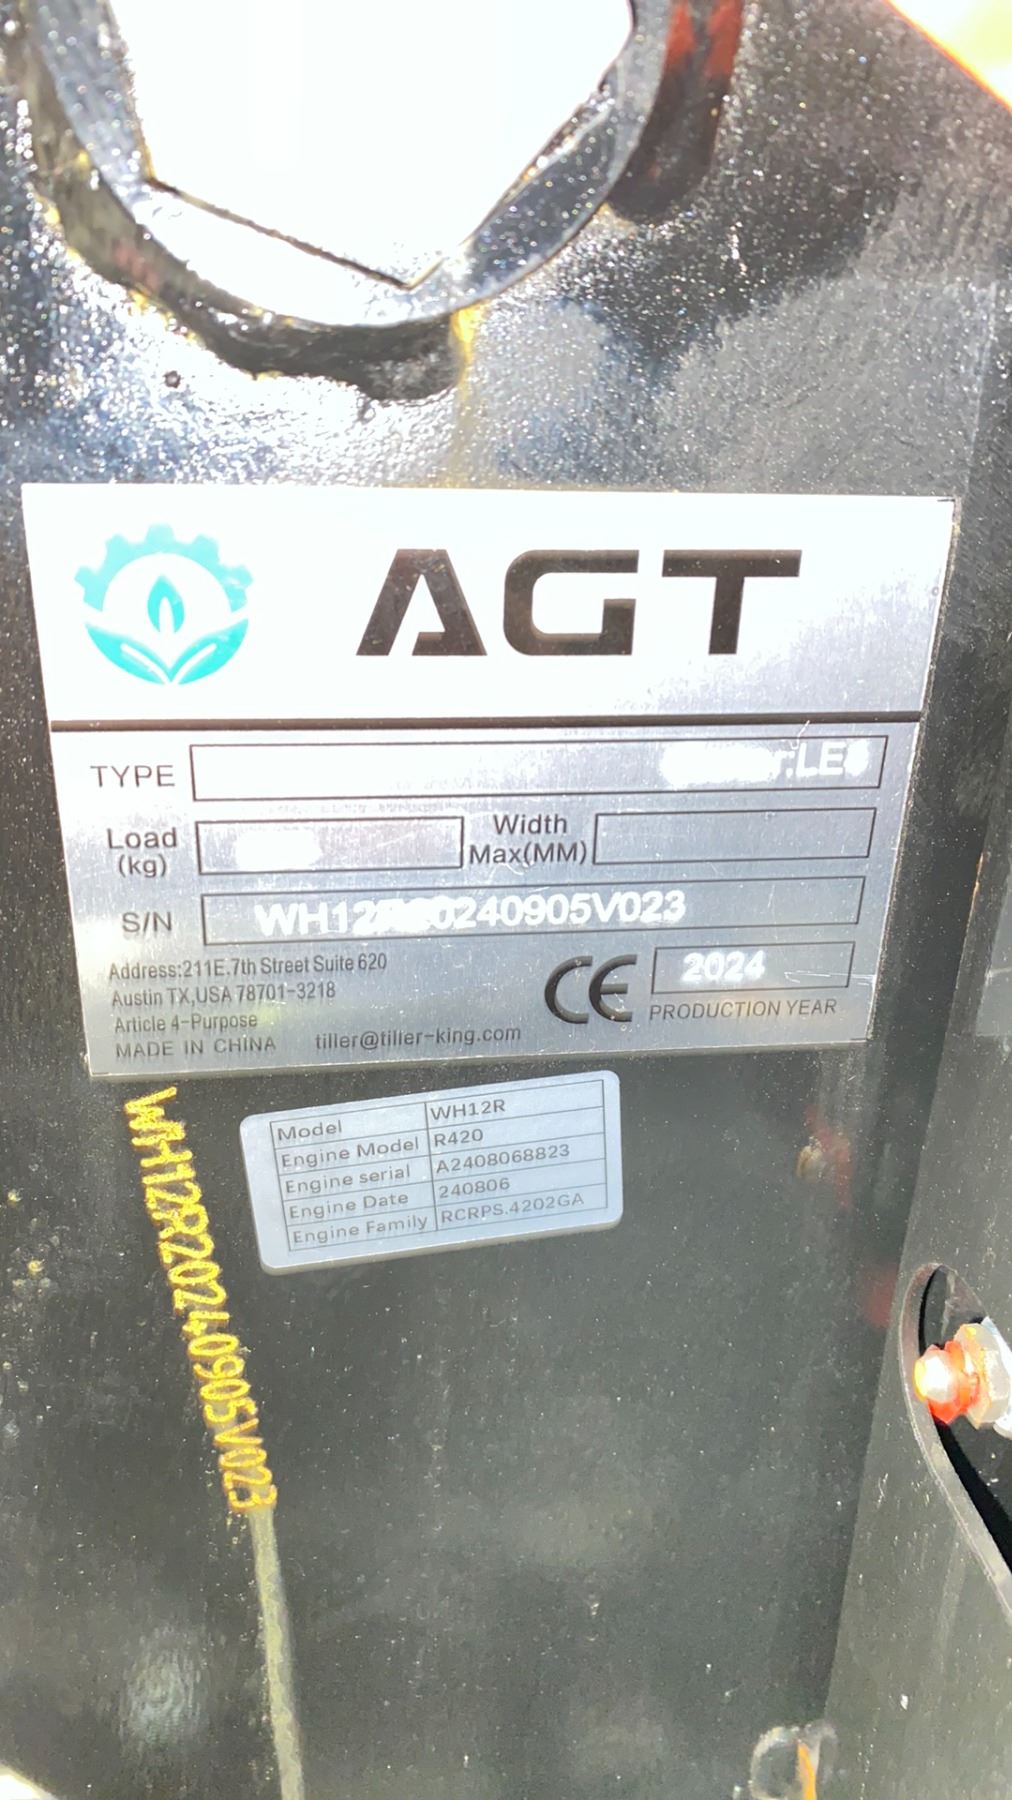 AGT
TYPE
Load
(kg)
Width
Max(MM)
S/N WH12R20240905V023
Address:211E.7th Street Suite 620
Austin TX,USA 78701-3218
Article 4-Purpose
MADE IN CHINA
tiller@tiller-king.com
CE
2024
PRODUCTION YEAR
Model WH12R
Engine Model R420
Engine serial A2408068823
Engine Date 240806
Engine Family RCRPS.4202GA
WH12R20240905V023